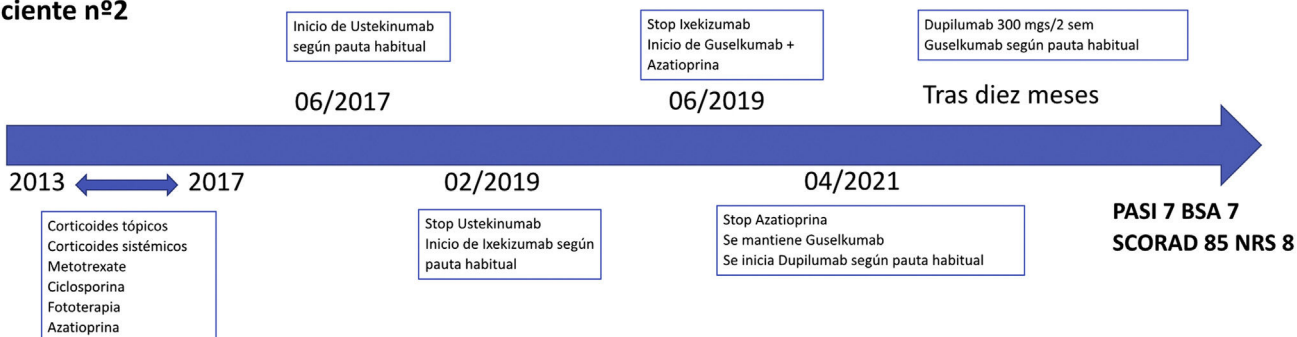 ciente nº2
Inicio de Ustekinumab
según pauta habitual
Stop Ixekizumab
Inicio de Guselkumab +
Azatioprina
Dupilumab 300 mgs/2 sem
Guselkumab según pauta habitual
06/2017
06/2019
Tras diez meses
2013
2017
02/2019
04/2021
Corticoides tópicos
Corticoides sistémicos
Metotrexate
Ciclosporina
Fototerapia
Azatioprina
Stop Ustekinumab
Inicio de Ixekizumab según
pauta habitual
Stop Azatioprina
Se mantiene Guselkumab
Se inicia Dupilumab según pauta habitual
PASI 7 BSA 7
SCORAD 85 NRS 8